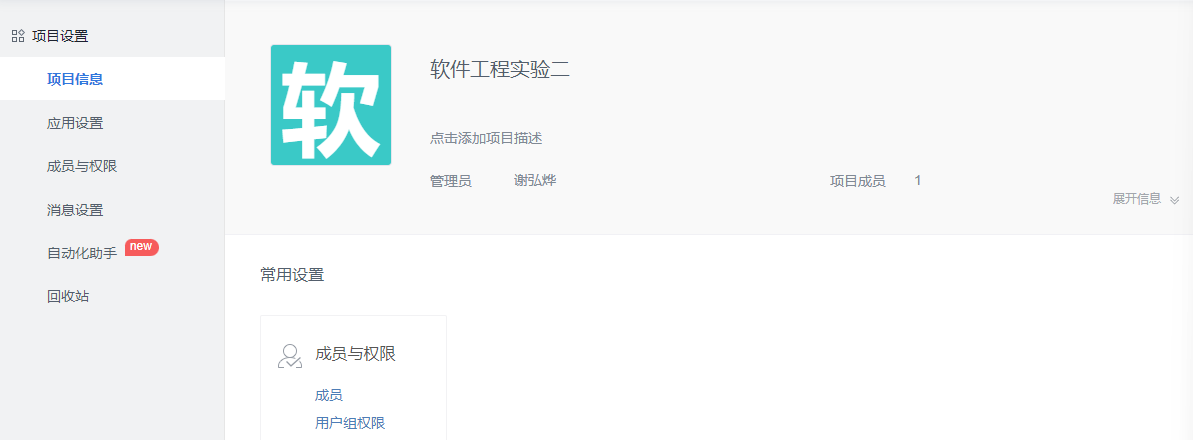 项目设置
项目信息
应用设置
成员与权限
消息设置
自动化助手 new
回收站
软
软件工程实验二
点击添加项目描述
管理员 谢弘烨 项目成员 1
展开信息
常用设置
成员与权限
成员
用户组权限